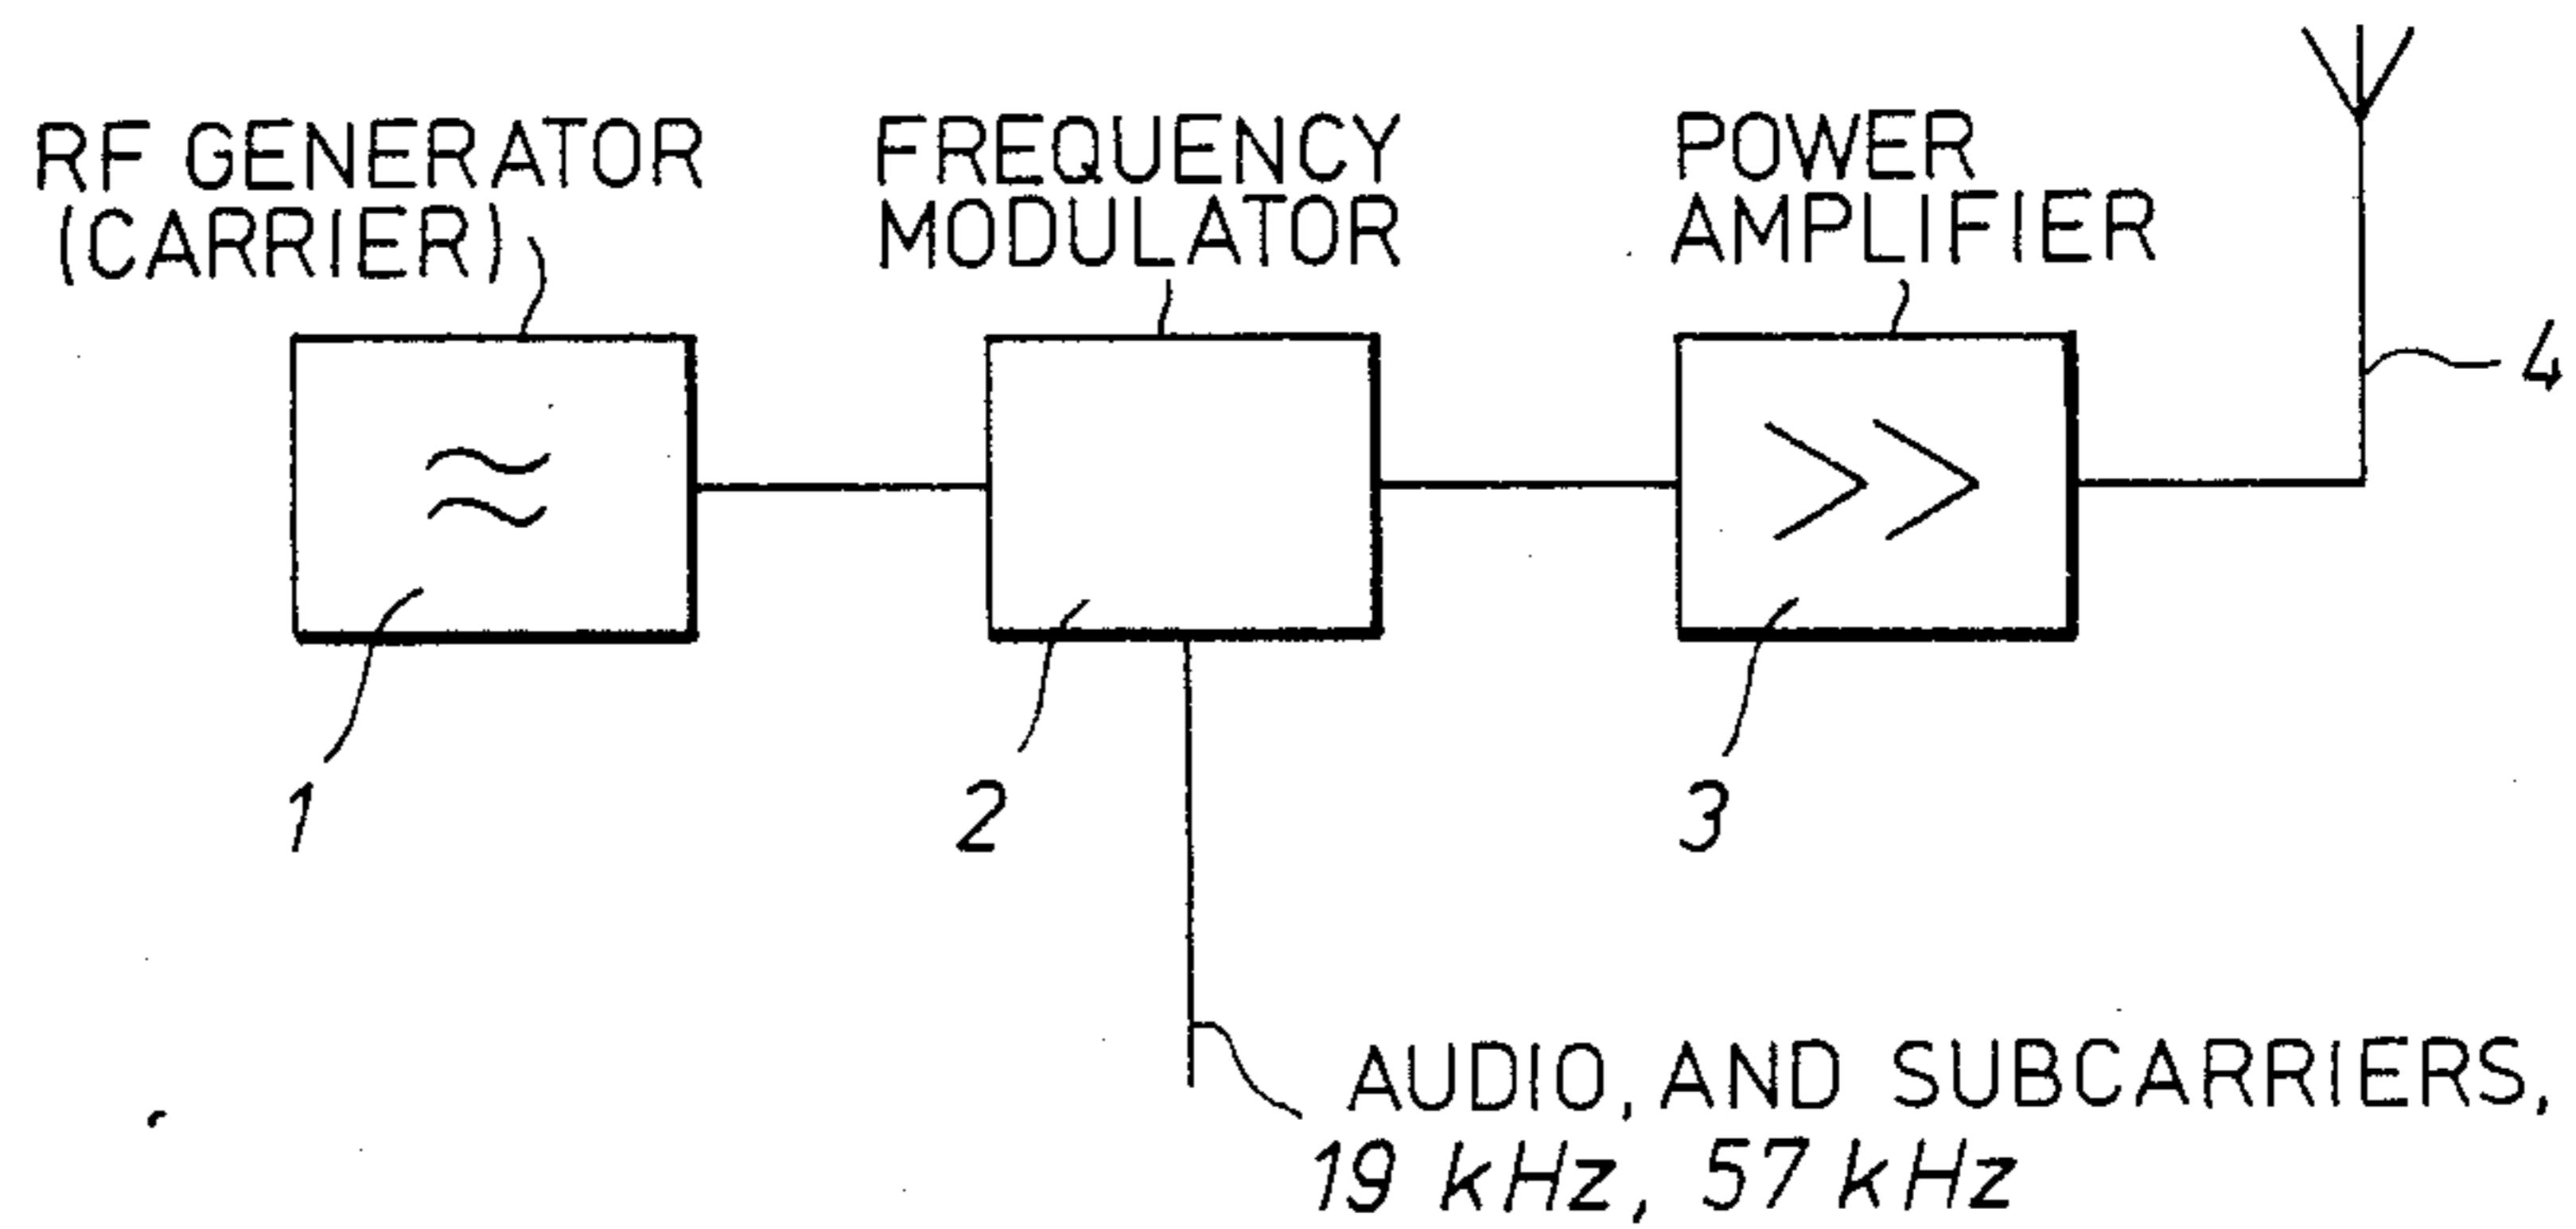 RF GENERATOR
(CARRIER)
FREQUENCY
MODULATOR
POWER
AMPLIFIER
4
1
2
3
AUDIO, AND SUBCARRIERS,
19 kHz, 57 kHz